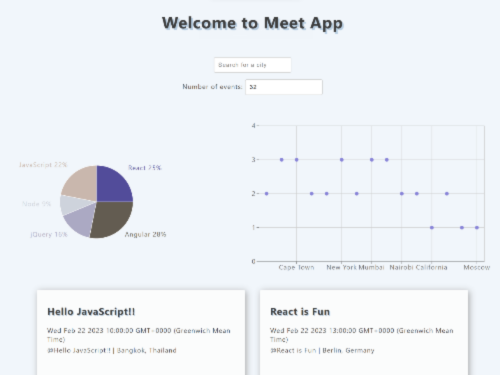 Welcome to Meet App
Search for a city
Number of events: 32
JavaScript 22%
React 25%
jQuery 15%
Angular 28%
4
3
2
1
0
Cape Town
New York
Mumbai
Nairobi
California
Moscow
Hello JavaScript!!
Wed Feb 22 2023 10:00:00 GMT+0000 (Greenwich Mean
Time)
@Hello JavaScript!! | Bangkok, Thailand
React is Fun
Wed Feb 22 2023 13:00:00 GMT+0000 (Greenwich Mean
Time)
@React is Fun | Berlin, Germany